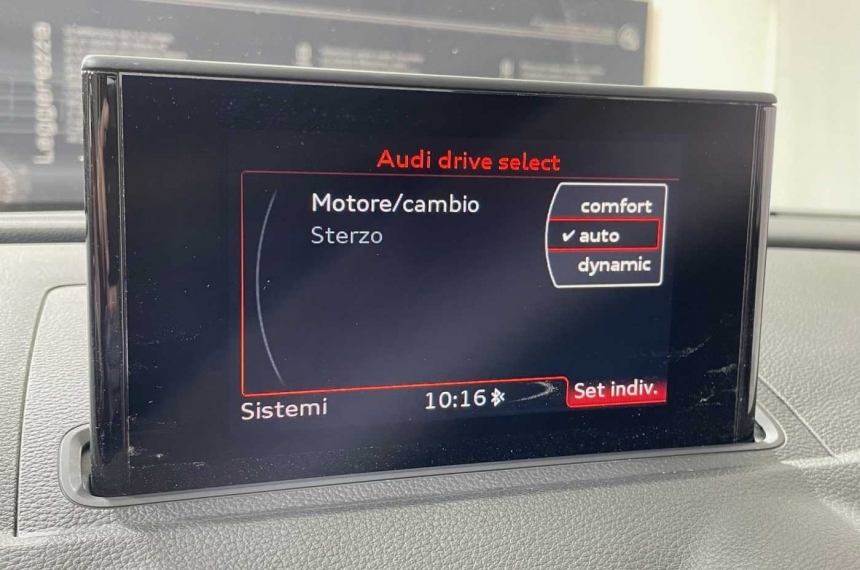 Leggerezza
Audi drive select
Motore/cambio
comfort
Sterzo
✓ auto
dynamic
Sistemi
10:16
Set indiv.